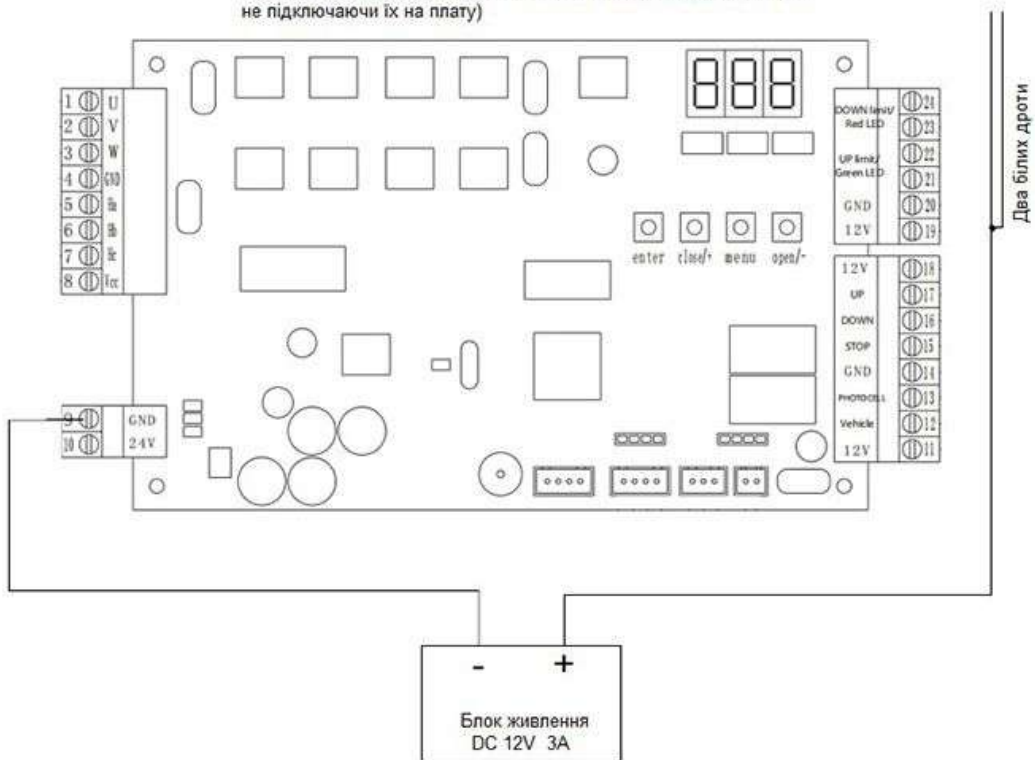 не підключаючи їх на плату)
1 U
2 V
3 W
4 GND
5 Ha
6 Hb
7 Hc
8 Vcc
9 GND
10 24V
enter close/+ menu open/-
DOWN limit/ 24
Red LED 23
UP limit/ 22
Green LED 21
GND 20
12V 19
12V 18
UP 17
DOWN 16
STOP 15
GND 14
PHOTOCELL 13
Vehicle 12
12V 11
Два білих дроти
- +
Блок живлення
DC 12V 3A